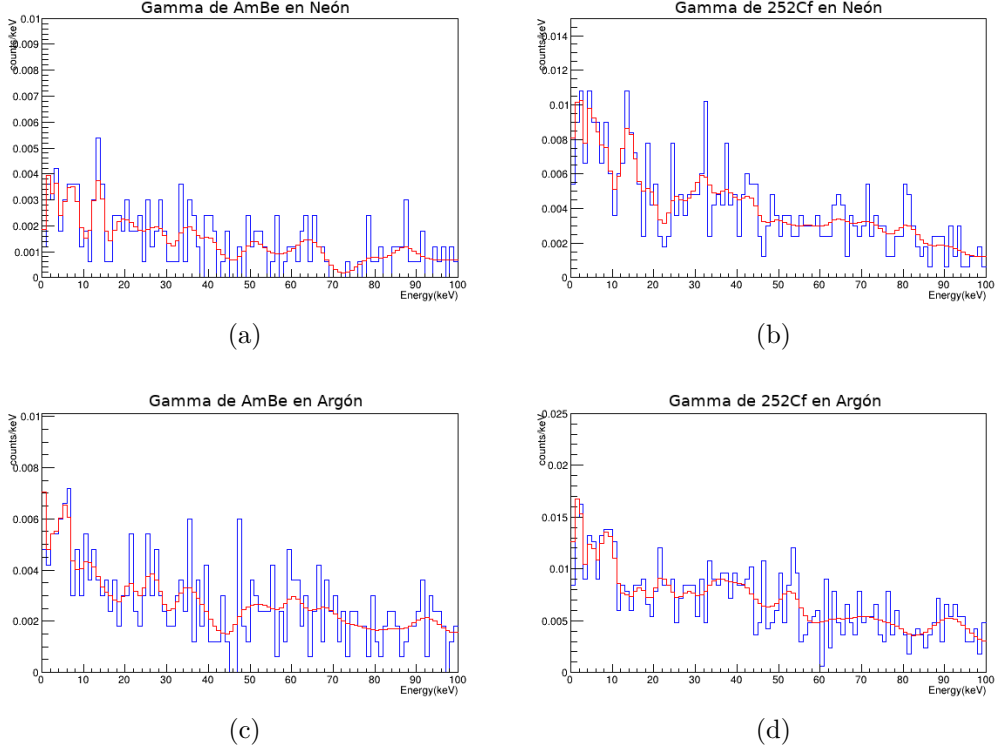 Gamma de AmBe en Neón
counts/keV
0.01
0.009
0.008
0.007
0.006
0.005
0.004
0.003
0.002
0.001
0
0 10 20 30 40 50 60 70 80 90 100
Energy(keV)
(a)
Gamma de 252Cf en Neón
counts/keV
0.014
0.012
0.01
0.008
0.006
0.004
0.002
0
0 10 20 30 40 50 60 70 80 90 100
Energy(keV)
(b)
Gamma de AmBe en Argón
counts/keV
0.01
0.008
0.006
0.004
0.002
0
0 10 20 30 40 50 60 70 80 90 100
Energy(keV)
(c)
Gamma de 252Cf en Argón
counts/keV
0.025
0.02
0.015
0.01
0.005
0
0 10 20 30 40 50 60 70 80 90 100
Energy(keV)
(d)